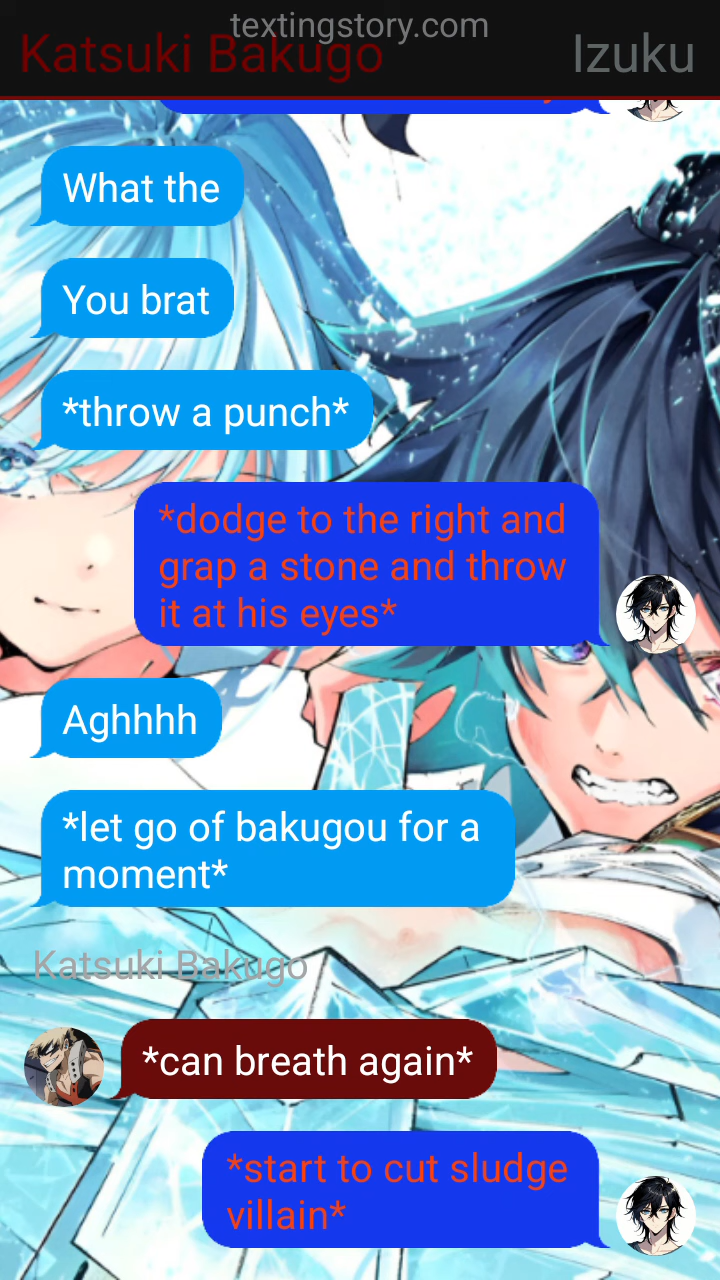 textingstory.com
Katsuki Bakugo
Izuku
What the
You brat
*throw a punch*
*dodge to the right and
grap a stone and throw
it at his eyes*
Aghhhh
*let go of bakugou for a
moment*
Katsuki Bakugo
*can breath again*
*start to cut sludge
villain*